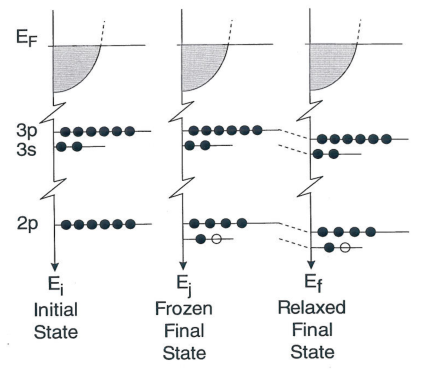 E_F
3p
3s
2p
E_i
Initial
State
E_j
Frozen
Final
State
E_f
Relaxed
Final
State